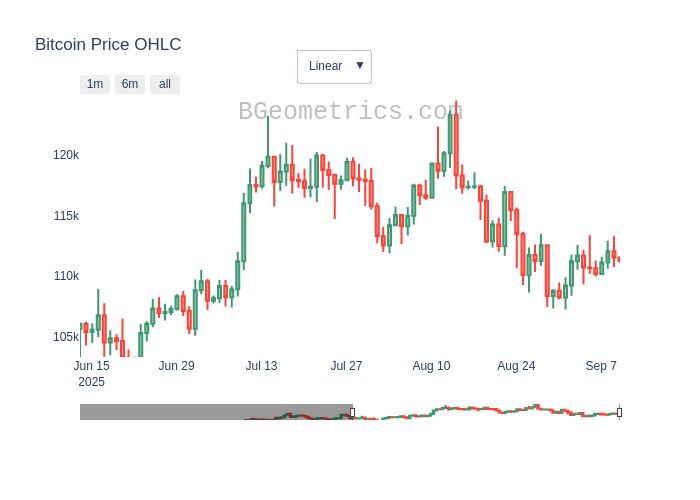 Bitcoin Price OHLC
Linear ▼
1m 6m all
BGeometrics.com
120k
115k
110k
105k
Jun 15 Jun 29 Jul 13 Jul 27 Aug 10 Aug 24 Sep 7
2025